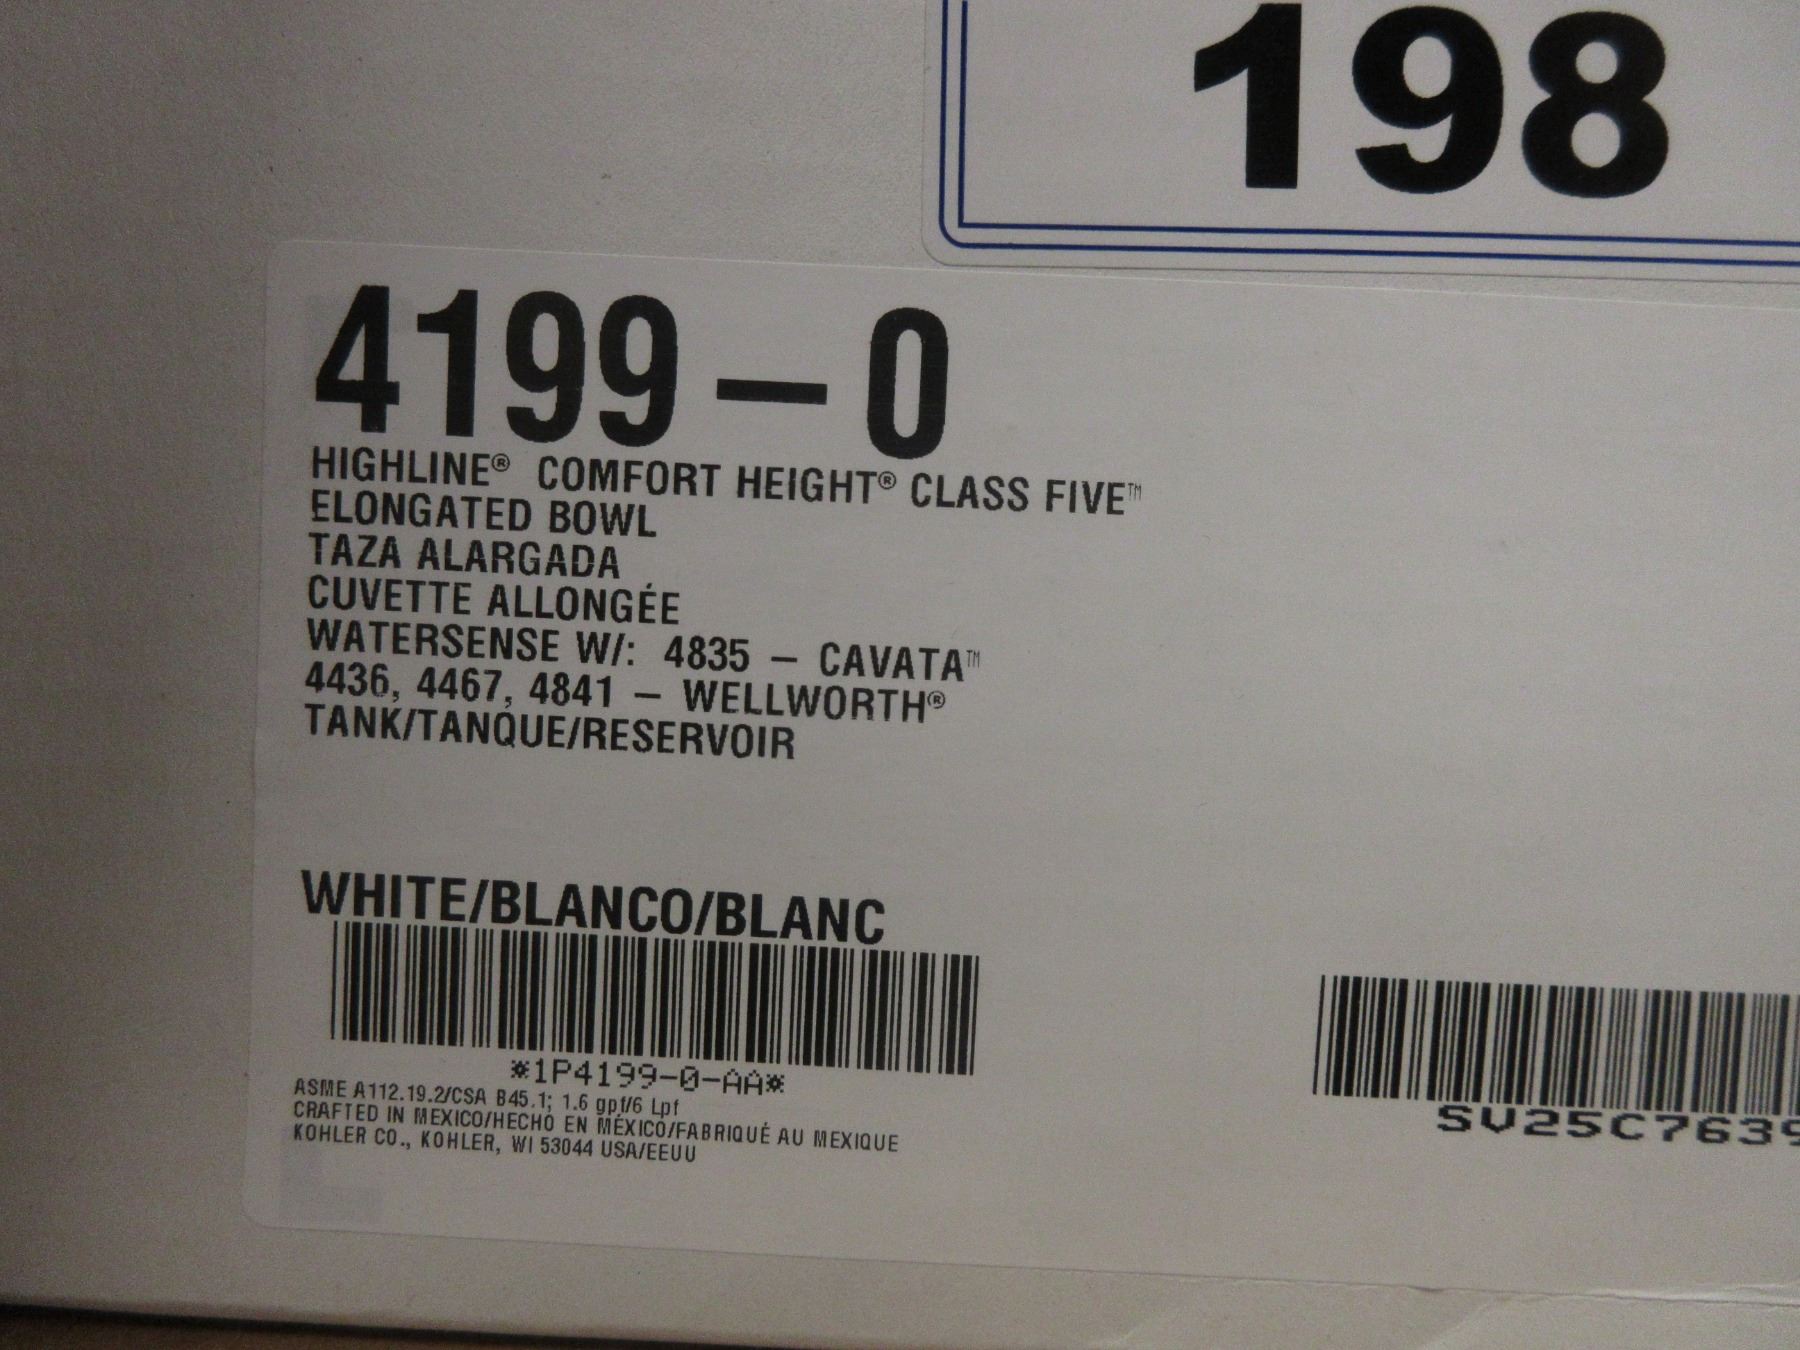 198
4199-0
HIGHLINE® COMFORT HEIGHT® CLASS FIVE™
ELONGATED BOWL
TAZA ALARGADA
CUVETTE ALLONGÉE
WATERSENSE W/: 4835 – CAVATA™
4436, 4467, 4841 – WELLWORTH®
TANK/TANQUE/RESERVOIR
WHITE/BLANCO/BLANC
*1P4199-0-AA*
ASME A112.19.2/CSA B45.1; 1.6 gpf/6 Lpf
CRAFTED IN MEXICO/HECHO EN MÉXICO/FABRIQUÉ AU MEXIQUE
KOHLER CO., KOHLER, WI 53044 USA/EEUU
SV25C7639